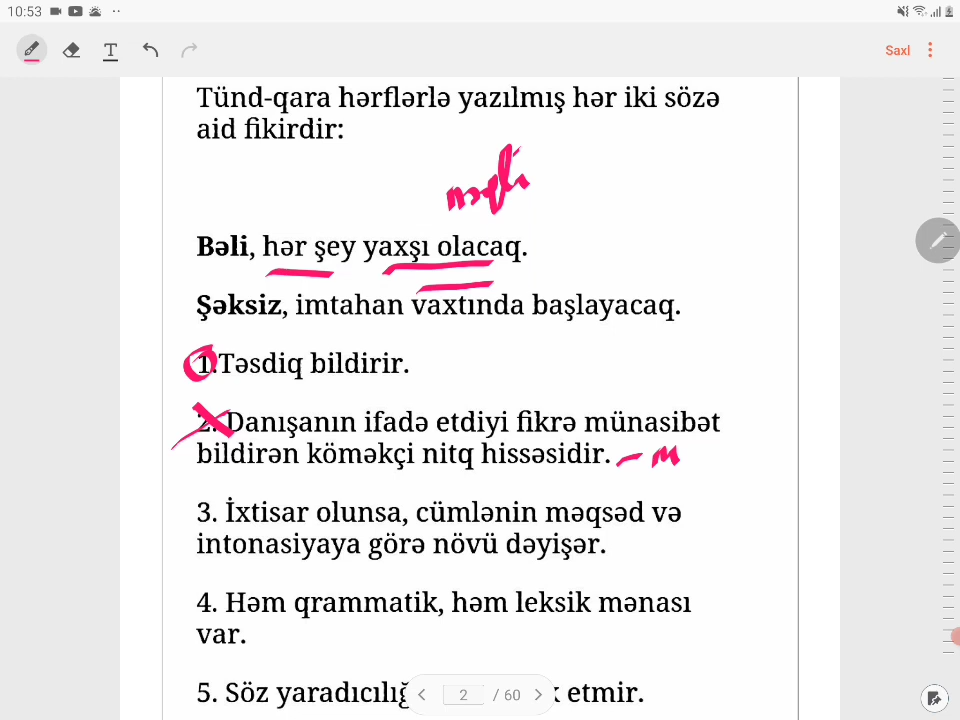 10:53
T
Saxl
Tünd-qara hərflərlə yazılmış hər iki sözə
aid fikirdir:
nəqli
Bəli, hər şey yaxşı olacaq.
Şəksiz, imtahan vaxtında başlayacaq.
1.Təsdiq bildirir.
2. Danışanın ifadə etdiyi fikrə münasibət
bildirən köməkçi nitq hissəsidir. - M
3. İxtisar olunsa, cümlənin məqsəd və
intonasiyaya görə növü dəyişər.
4. Həm qrammatik, həm leksik mənası
var.
5. Söz etmir.
2 / 60